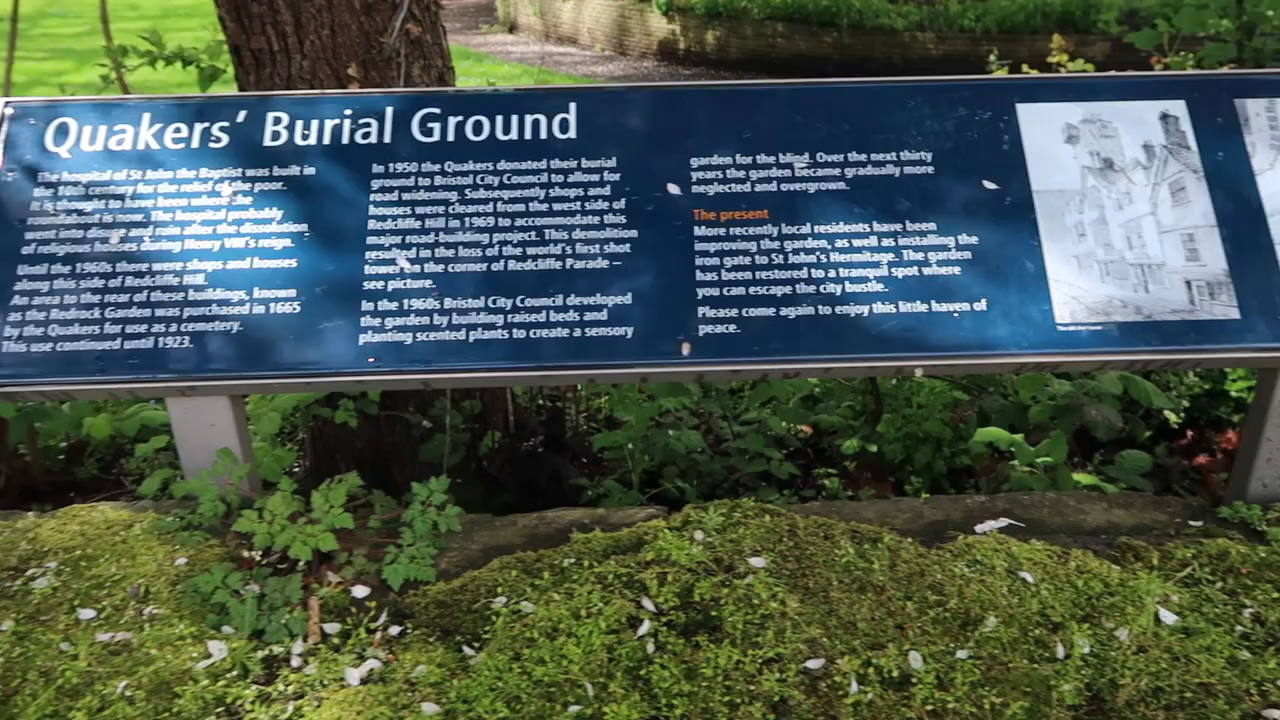 Quakers' Burial Ground
The hospital of St John the Baptist was built in
the 10th century for the relief of the poor.
It is thought to have been where the
roundabout is now. The hospital probably
went into disuse and ruin after the dissolution
of religious houses during Henry VIII's reign.
Until the 1960s there were shops and houses
along this side of Redcliffe Hill.
An area to the rear of these buildings, known
as the Redrock Garden was purchased in 1665
by the Quakers for use as a cemetery.
This use continued until 1923.
In 1950 the Quakers donated their burial
ground to Bristol City Council to allow for
road widening. Subsequently shops and
houses were cleared from the west side of
Redcliffe Hill in 1969 to accommodate this
major road-building project. This demolition
resulted in the loss of the world's first shot
tower on the corner of Redcliffe Parade –
see picture.
In the 1960s Bristol City Council developed
the garden by building raised beds and
planting scented plants to create a sensory
garden for the blind. Over the next thirty
years the garden became gradually more
neglected and overgrown.
The present
More recently local residents have been
improving the garden, as well as installing the
iron gate to St John's Hermitage. The garden
has been restored to a tranquil spot where
you can escape the city bustle.
Please come again to enjoy this little haven of
peace.